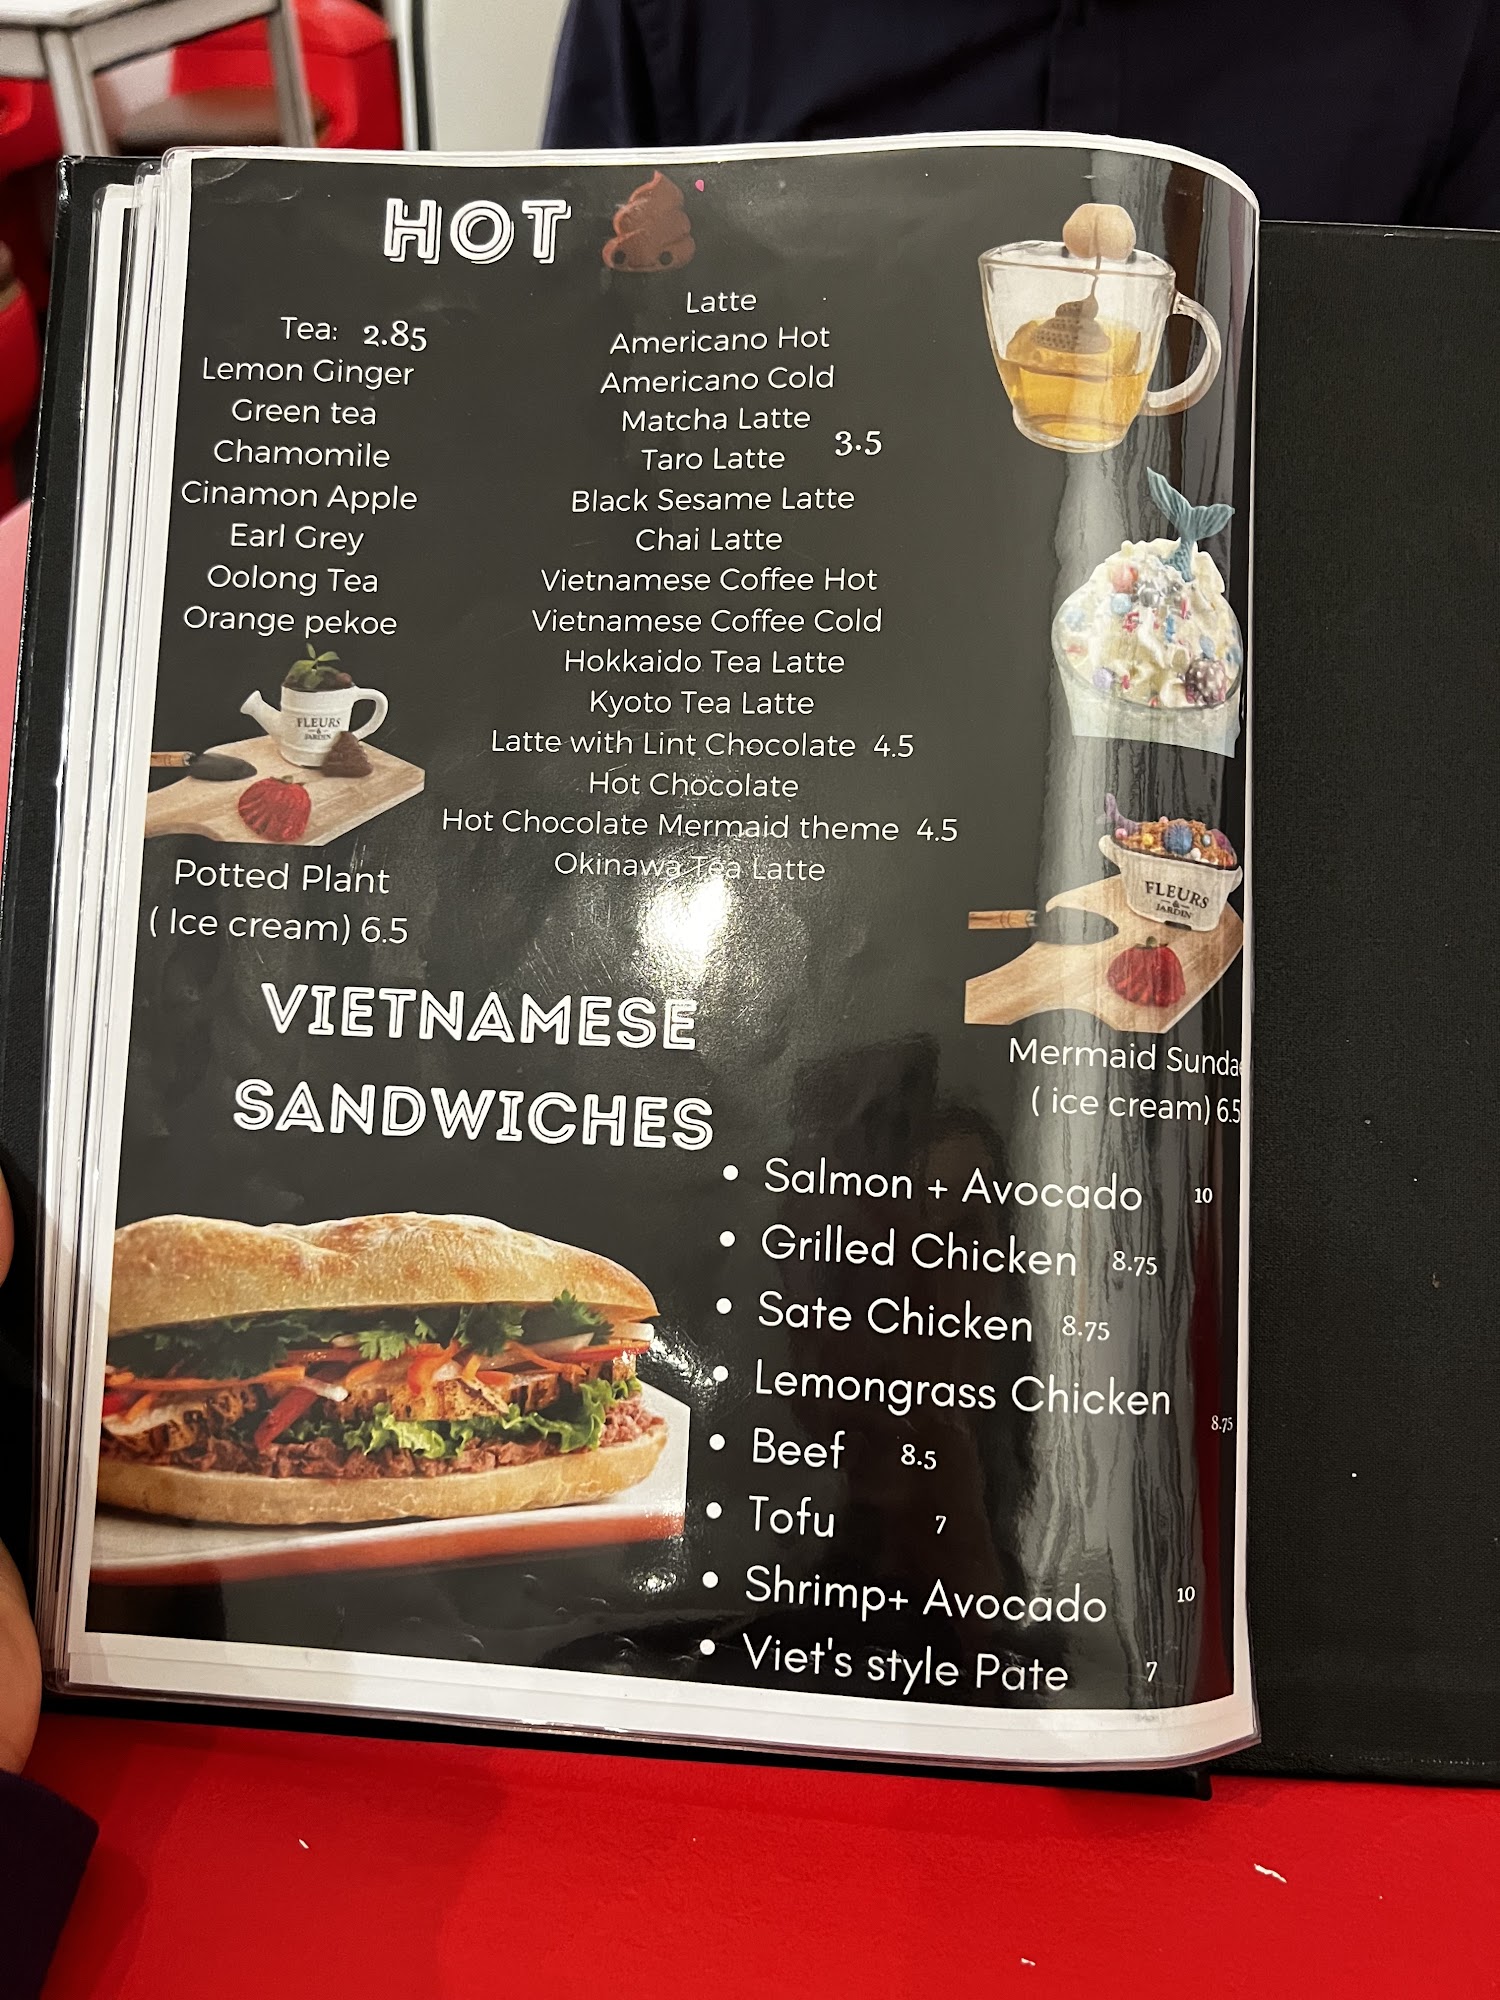 HOT
Tea: 2.85
Lemon Ginger
Green tea
Chamomile
Cinamon Apple
Earl Grey
Oolong Tea
Orange pekoe
Latte
Americano Hot
Americano Cold
Matcha Latte
Taro Latte 3.5
Black Sesame Latte
Chai Latte
Vietnamese Coffee Hot
Vietnamese Coffee Cold
Hokkaido Tea Latte
Kyoto Tea Latte
Latte with Lint Chocolate 4.5
Hot Chocolate
Hot Chocolate Mermaid theme 4.5
Okinawa Tea Latte
FLEURS
&
JARDIN
Potted Plant
( Ice cream) 6.5
FLEURS
&
JARDIN
Mermaid Sunda
( ice cream) 6.5
VIETNAMESE
SANDWICHES
• Salmon + Avocado 10
• Grilled Chicken 8.75
• Sate Chicken 8.75
• Lemongrass Chicken 8.75
• Beef 8.5
• Tofu 7
• Shrimp+ Avocado 10
• Viet's style Pate 7